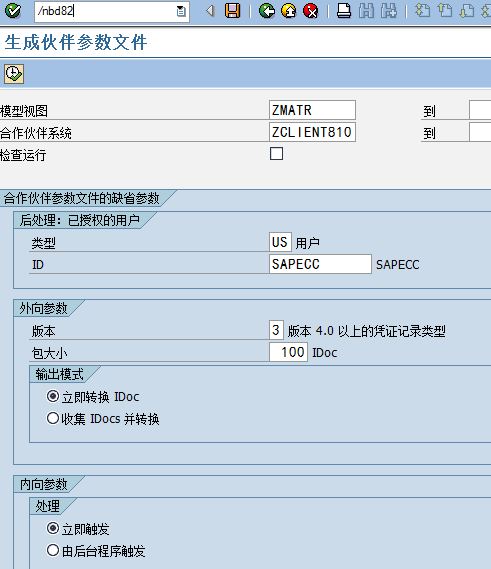 /nbd82
生成伙伴参数文件
模型视图 ZMATR 到
合作伙伴系统 ZCLIENT810 到
检查运行
合作伙伴参数文件的缺省参数
后处理: 已授权的用户
类型 US 用户
ID SAPECC SAPECC
外向参数
版本 3 版本 4.0 以上的凭证记录类型
包大小 100 IDoc
输出模式
立即转换 IDoc
收集 IDocs 并转换
内向参数
处理
立即触发
由后台程序触发